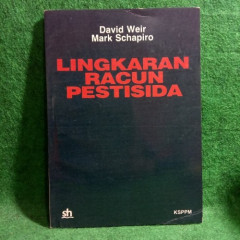 David Weir
Mark Schapiro
LINGKARAN
RACUN
PESTISIDA
sh
KSPPM